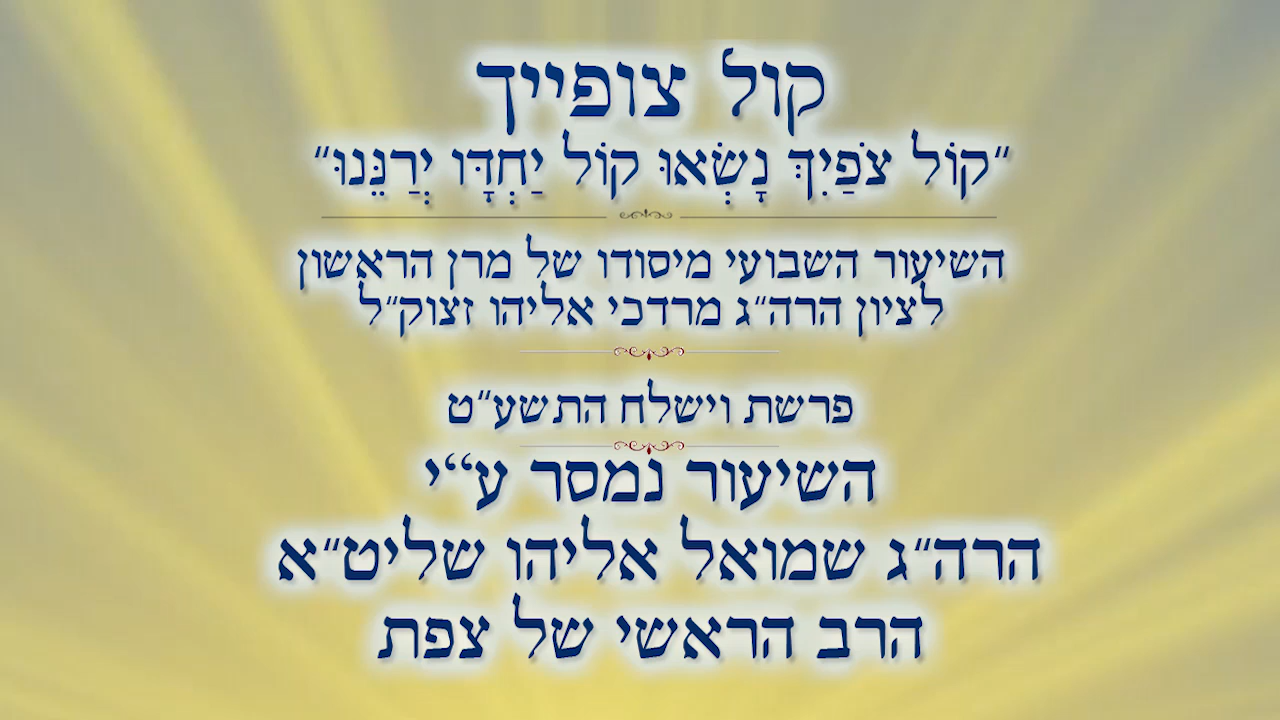 קול צופייך
"קוֹל צֹפַיִךְ נָשְׂאוּ קוֹל יַחְדָּו יְרַנֵּנוּ"
השיעור השבועי מיסודו של מרן הראשון
לציון הרה"ג מרדכי אליהו זצוק"ל
פרשת וישלח התשע"ט
השיעור נמסר ע"י
הרה"ג שמואל אליהו שליט"א
הרב הראשי של צפת